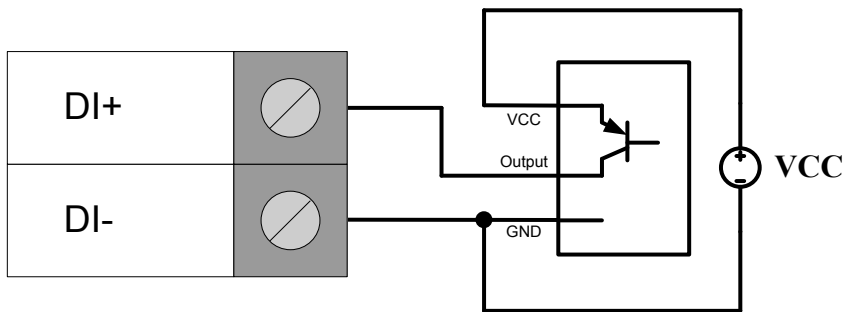 DI+
DI-
VCC
Output
GND
VCC